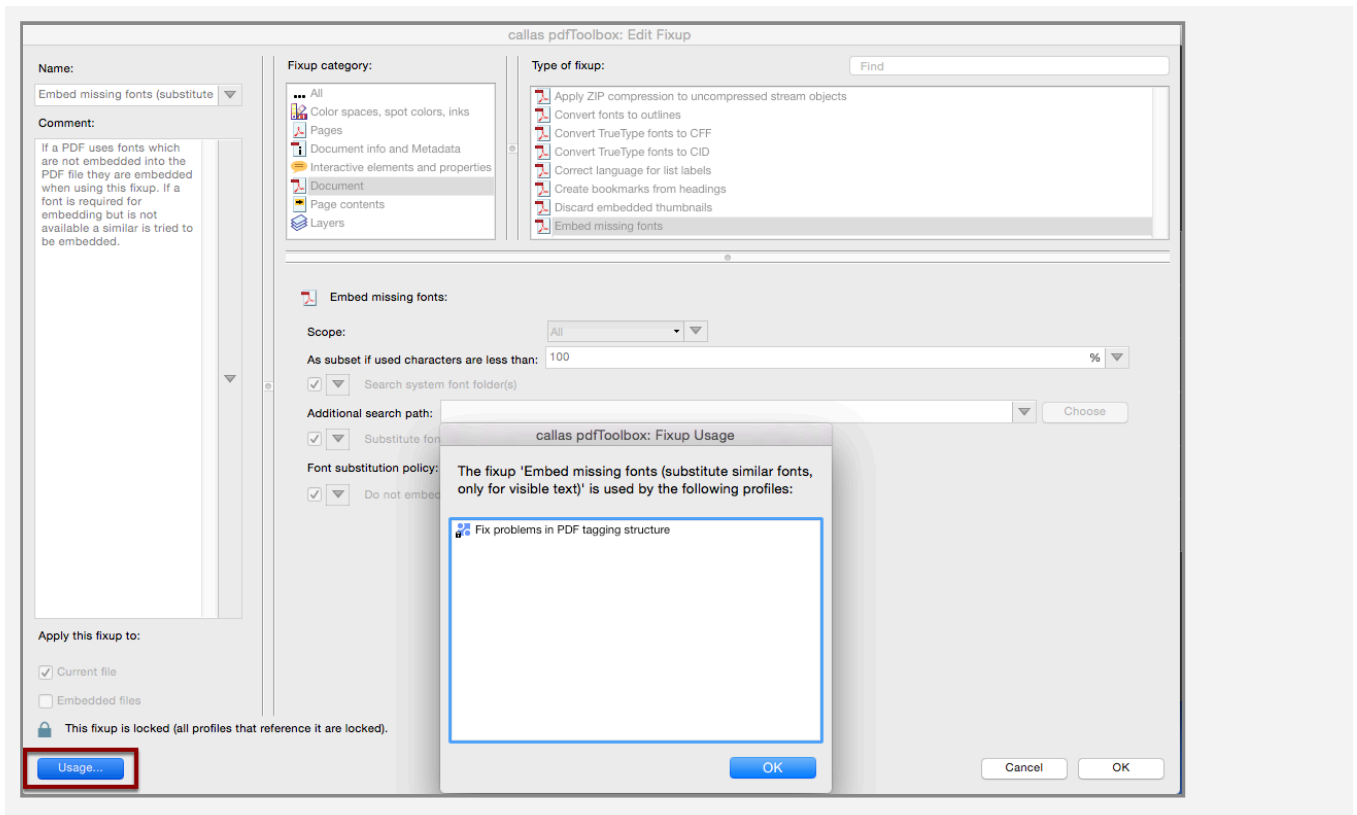 callas pdfToolbox: Edit Fixup
Name:
Embed missing fonts (substitute
Comment:
If a PDF uses fonts which
are not embedded into the
PDF file they are embedded
when using this fixup. If a
font is required for
embedding but is not
available a similar is tried to
be embedded.
Apply this fixup to:
Current file
Embedded files
This fixup is locked (all profiles that reference it are locked).
Usage...
Fixup category:
All
Color spaces, spot colors, inks
Pages
Document info and Metadata
Interactive elements and properties
Document
Page contents
Layers
Type of fixup:
Find
Apply ZIP compression to uncompressed stream objects
Convert fonts to outlines
Convert TrueType fonts to CFF
Convert TrueType fonts to CID
Correct language for list labels
Create bookmarks from headings
Discard embedded thumbnails
Embed missing fonts
Embed missing fonts:
Scope: All
As subset if used characters are less than: 100 %
Search system font folder(s)
Additional search path: Choose
Substitute fon
Font substitution policy:
Do not embed
callas pdfToolbox: Fixup Usage
The fixup 'Embed missing fonts (substitute similar fonts,
only for visible text)' is used by the following profiles:
Fix problems in PDF tagging structure
OK
Cancel OK